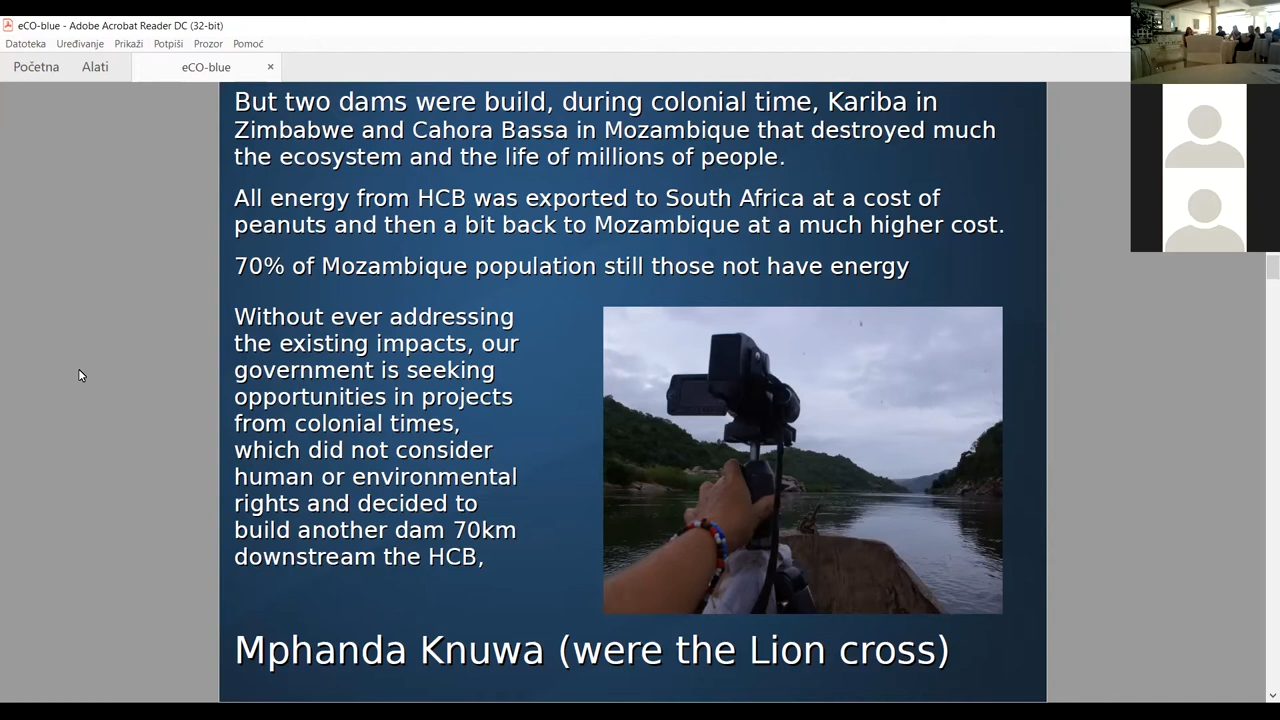 eCO-blue - Adobe Acrobat Reader DC (32-bit)
Datoteka Uređivanje Prikaži Potpiši Prozor Pomoć
Početna Alati eCO-blue ×
But two dams were build, during colonial time, Kariba in
Zimbabwe and Cahora Bassa in Mozambique that destroyed much
the ecosystem and the life of millions of people.
All energy from HCB was exported to South Africa at a cost of
peanuts and then a bit back to Mozambique at a much higher cost.
70% of Mozambique population still those not have energy
Without ever addressing
the existing impacts, our
government is seeking
opportunities in projects
from colonial times,
which did not consider
human or environmental
rights and decided to
build another dam 70km
downstream the HCB,
Mphanda Knuwa (were the Lion cross)